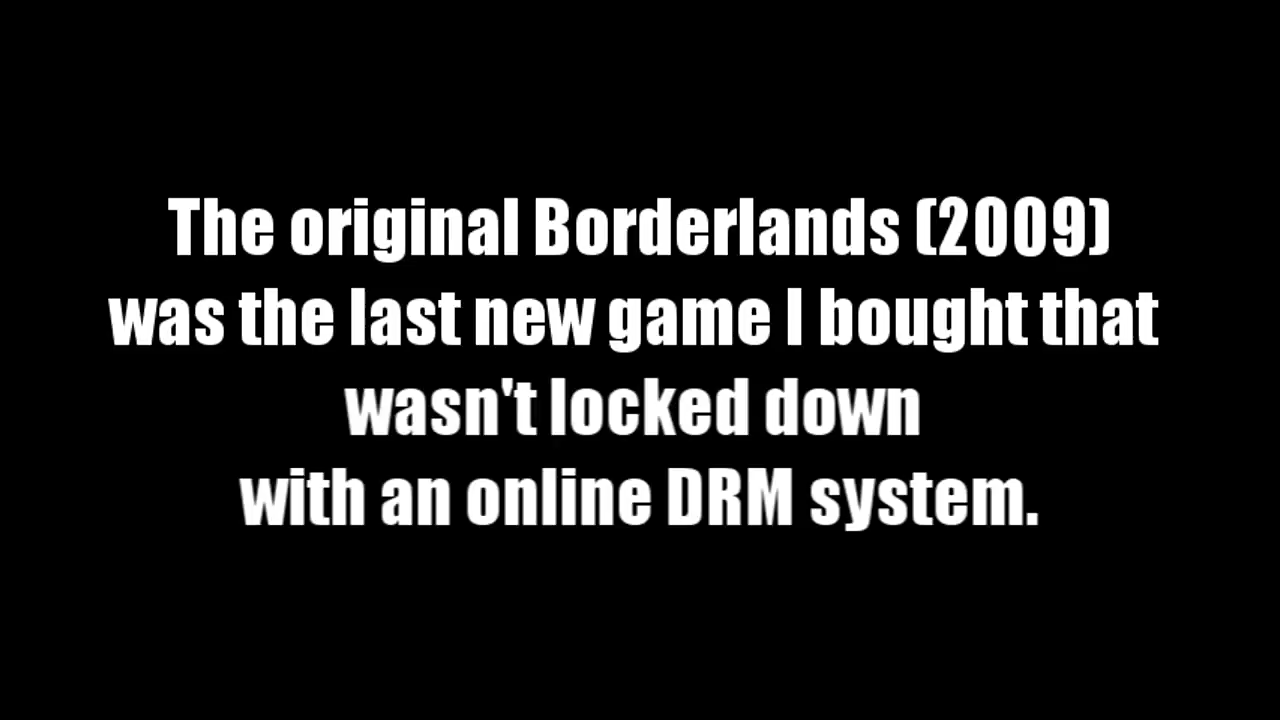 The original Borderlands (2009)
was the last new game I bought that
wasn't locked down
with an online DRM system.